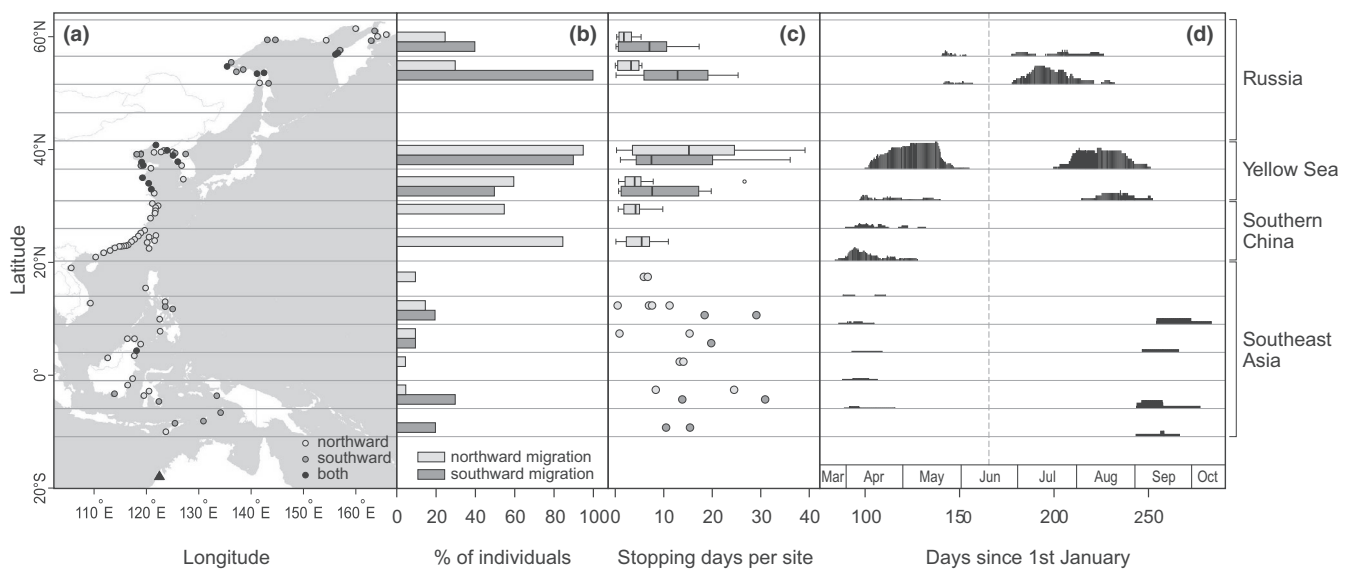 (a)
(b)
(c)
(d)
Latitude
60°N
40°N
20°N
0°
20°S
northward
southward
both
110°E
120°E
130°E
140°E
150°E
160°E
Longitude
northward migration
southward migration
0 20 40 60 80 100
% of individuals
0 10 20 30 40
Stopping days per site
Mar Apr May Jun Jul Aug Sep Oct
100 150 200 250
Days since 1st January
Russia
Yellow Sea
Southern
China
Southeast
Asia